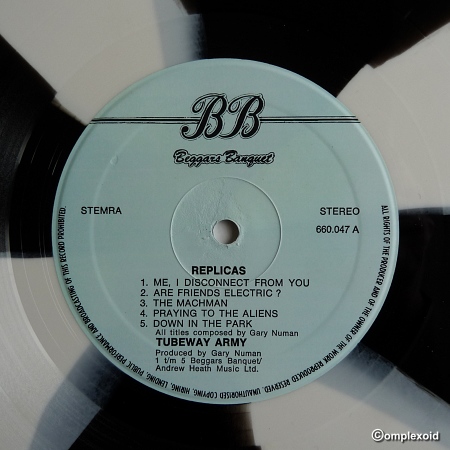 BB
Beggars Banquet
STEMRA
STEREO
660.047 A
REPLICAS
1. ME, I DISCONNECT FROM YOU
2. ARE FRIENDS ELECTRIC ?
3. THE MACHMAN
4. PRAYING TO THE ALIENS
5. DOWN IN THE PARK
All titles composed by Gary Numan
TUBEWAY ARMY
Produced by Gary Numan
1 t/m 5 Beggars Banquet/
Andrew Heath Music Ltd.
ALL RIGHTS OF THE PRODUCER AND OF THE OWNER OF THE WORK REPRODUCED RESERVED. UNAUTHORISED COPYING, HIRING, LENDING, PUBLIC PERFORMANCE AND BROADCASTING OF THIS RECORD PROHIBITED.
©omplexoid